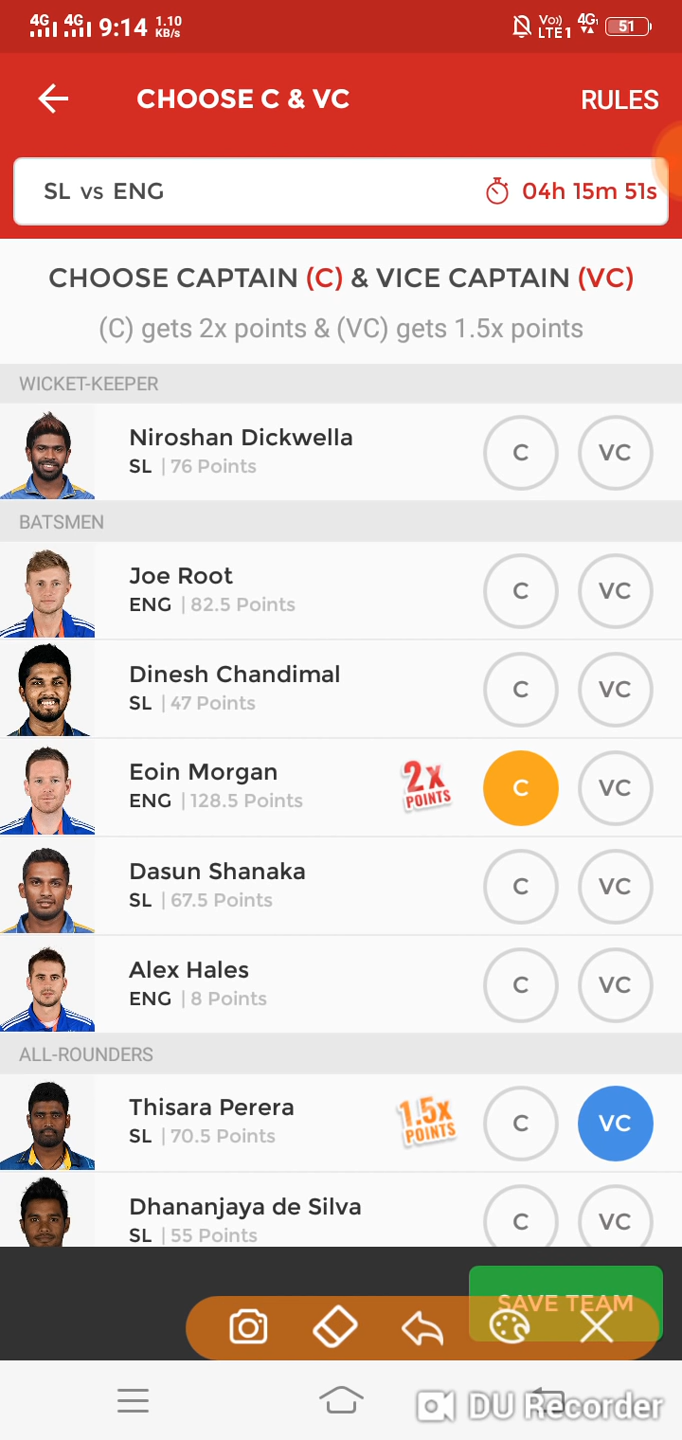 4G 4G 9:14 1.10 KB/s VoD LTE1 4G 51
CHOOSE C & VC RULES
SL vs ENG 04h 15m 51s
CHOOSE CAPTAIN (C) & VICE CAPTAIN (VC)
(C) gets 2x points & (VC) gets 1.5x points
WICKET-KEEPER
Niroshan Dickwella
SL | 76 Points
C VC
BATSMEN
Joe Root
ENG | 82.5 Points
C VC
Dinesh Chandimal
SL | 47 Points
C VC
Eoin Morgan
ENG | 128.5 Points
2x POINTS
C VC
Dasun Shanaka
SL | 67.5 Points
C VC
Alex Hales
ENG | 8 Points
C VC
ALL-ROUNDERS
Thisara Perera
SL | 70.5 Points
1.5x POINTS
C VC
Dhananjaya de Silva
SL | 55 Points
C VC
SAVE TEAM
DU Recorder